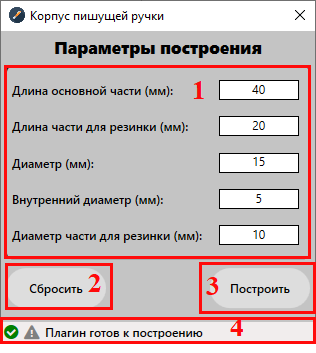 Корпус пишущей ручки
Параметры построения
Длина основной части (мм): 1 40
Длина части для резинки (мм): 20
Диаметр (мм): 15
Внутренний диаметр (мм): 5
Диаметр части для резинки (мм): 10
Сбросить 2 3 Построить
Плагин готов к построению 4